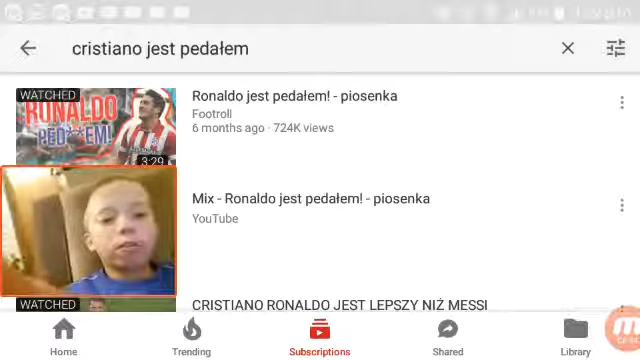 cristiano jest pedałem
WATCHED
RONALDO
PED**EM!
3:29
Ronaldo jest pedałem! - piosenka
Footroll
6 months ago · 724K views
Mix - Ronaldo jest pedałem! - piosenka
YouTube
WATCHED
CRISTIANO RONALDO JEST LEPSZY NIŻ MESSI
Home
Trending
Subscriptions
Shared
Library